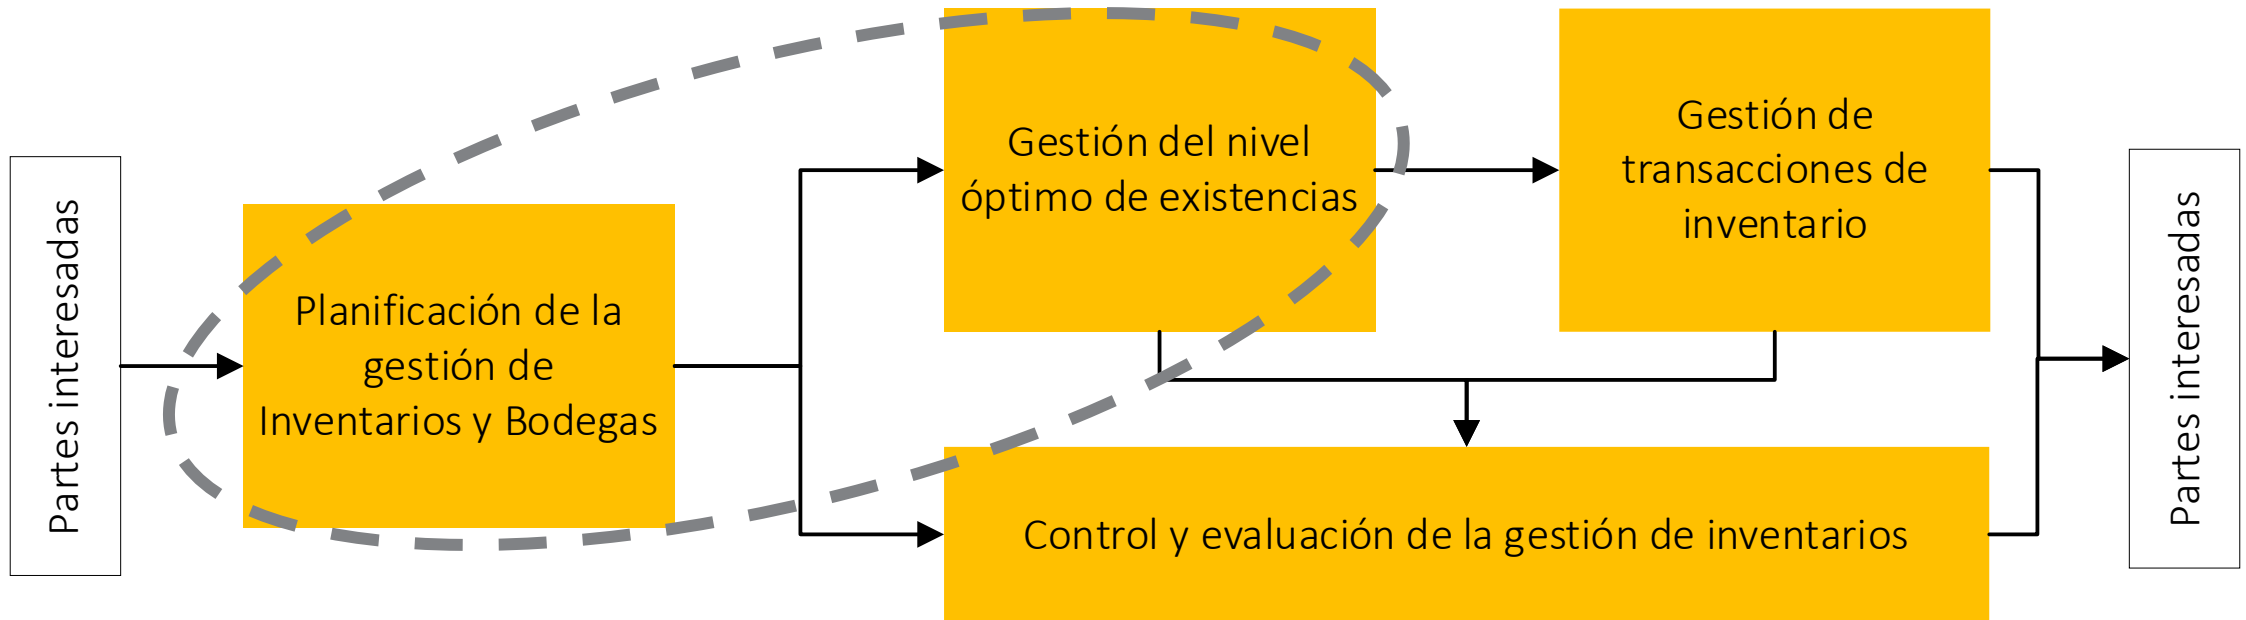 Partes interesadas
Planificación de la
gestión de
Inventarios y Bodegas
Gestión del nivel
óptimo de existencias
Gestión de
transacciones de
inventario
Control y evaluación de la gestión de inventarios
Partes interesadas